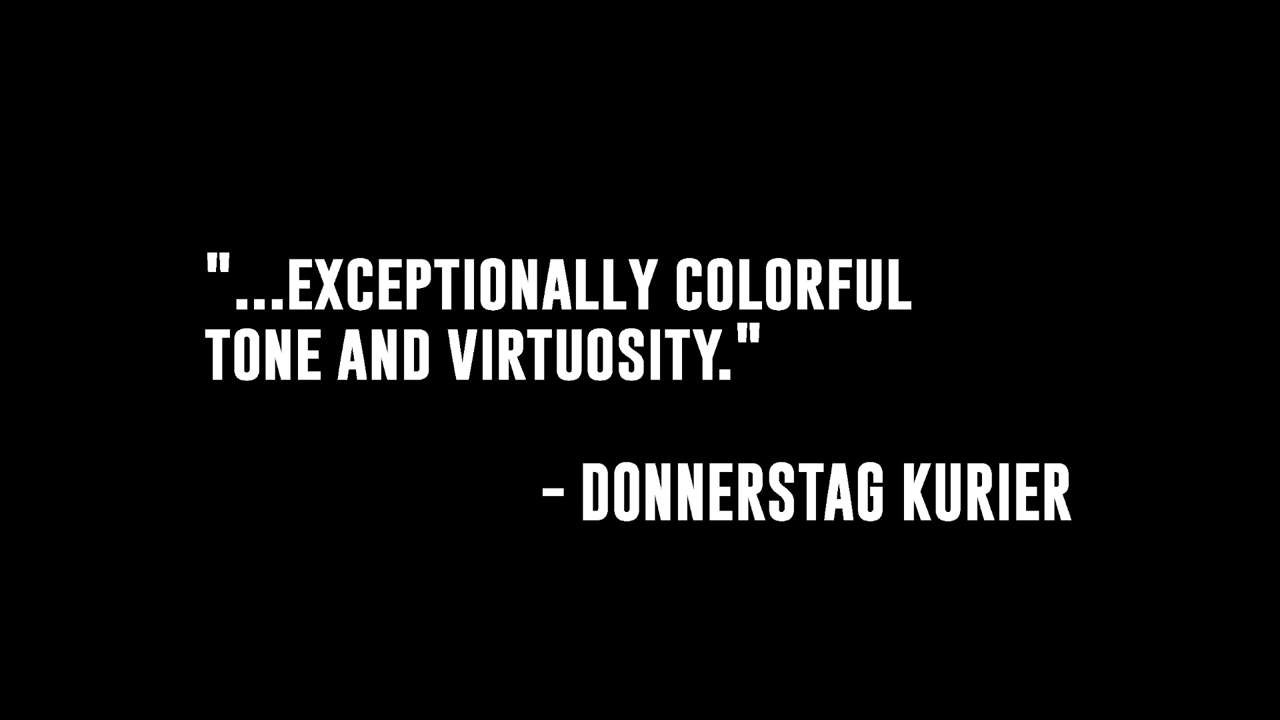 "...EXCEPTIONALLY COLORFUL
TONE AND VIRTUOSITY."
- DONNERSTAG KURIER